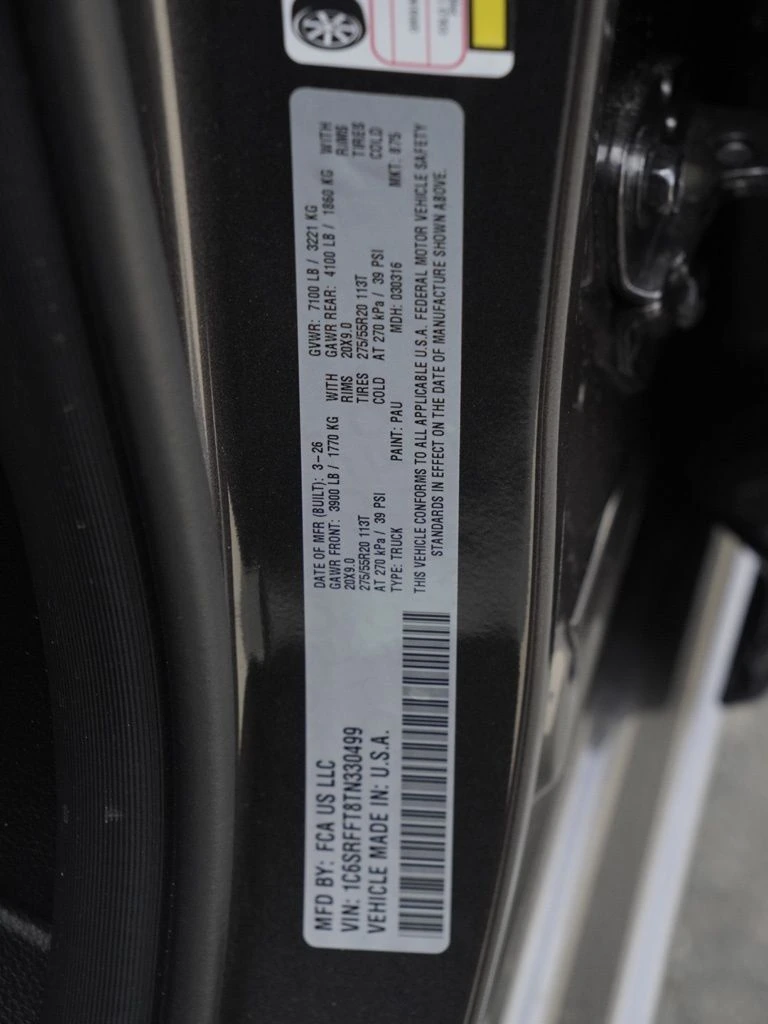 MFD BY: FCA US LLC
VIN: 1C6SRFFT8TN330499
VEHICLE MADE IN: U.S.A.
DATE OF MFR (BUILT): 3-26 GVWR: 7100 LB / 3221 KG
GAWR FRONT: 3900 LB / 1770 KG WITH GAWR REAR: 4100 LB / 1860 KG WITH
20X9.0 RIMS 20X9.0 RIMS
275/55R20 113T TIRES 275/55R20 113T TIRES
AT 270 kPa / 39 PSI COLD AT 270 kPa / 39 PSI COLD
TYPE: TRUCK PAINT: PAU MDH: 030316 MKT: 875
THIS VEHICLE CONFORMS TO ALL APPLICABLE U.S.A. FEDERAL MOTOR VEHICLE SAFETY
STANDARDS IN EFFECT ON THE DATE OF MANUFACTURE SHOWN ABOVE.